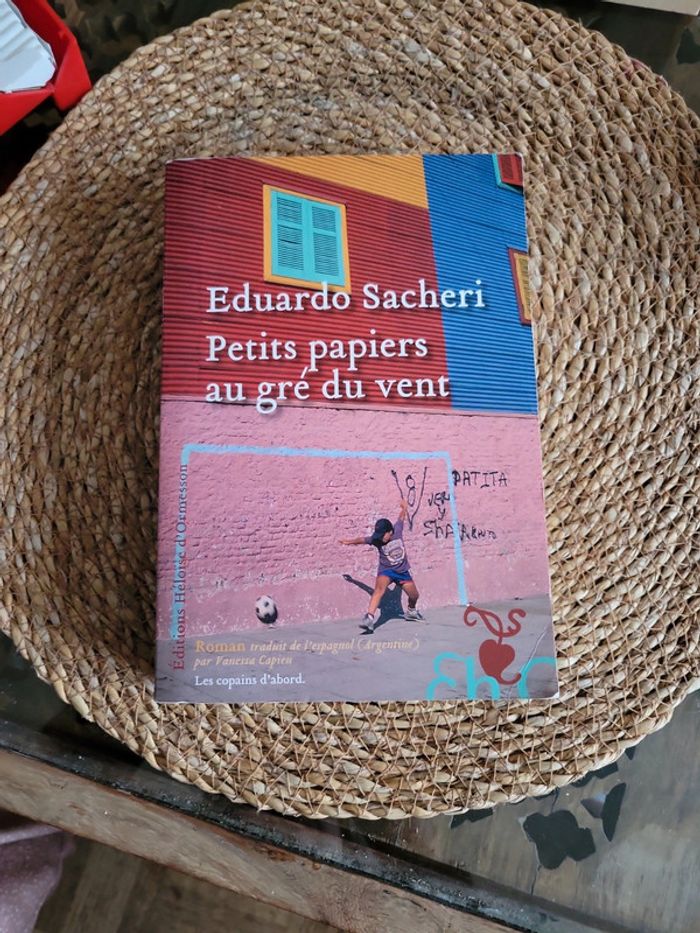 Eduardo Sacheri
Petits papiers
au gré du vent
Éditions Héloïse d'Ormesson
PATITA
VER
Y
Roman traduit de l'espagnol (Argentine)
par Vanessa Capieu
Les copains d'abord.